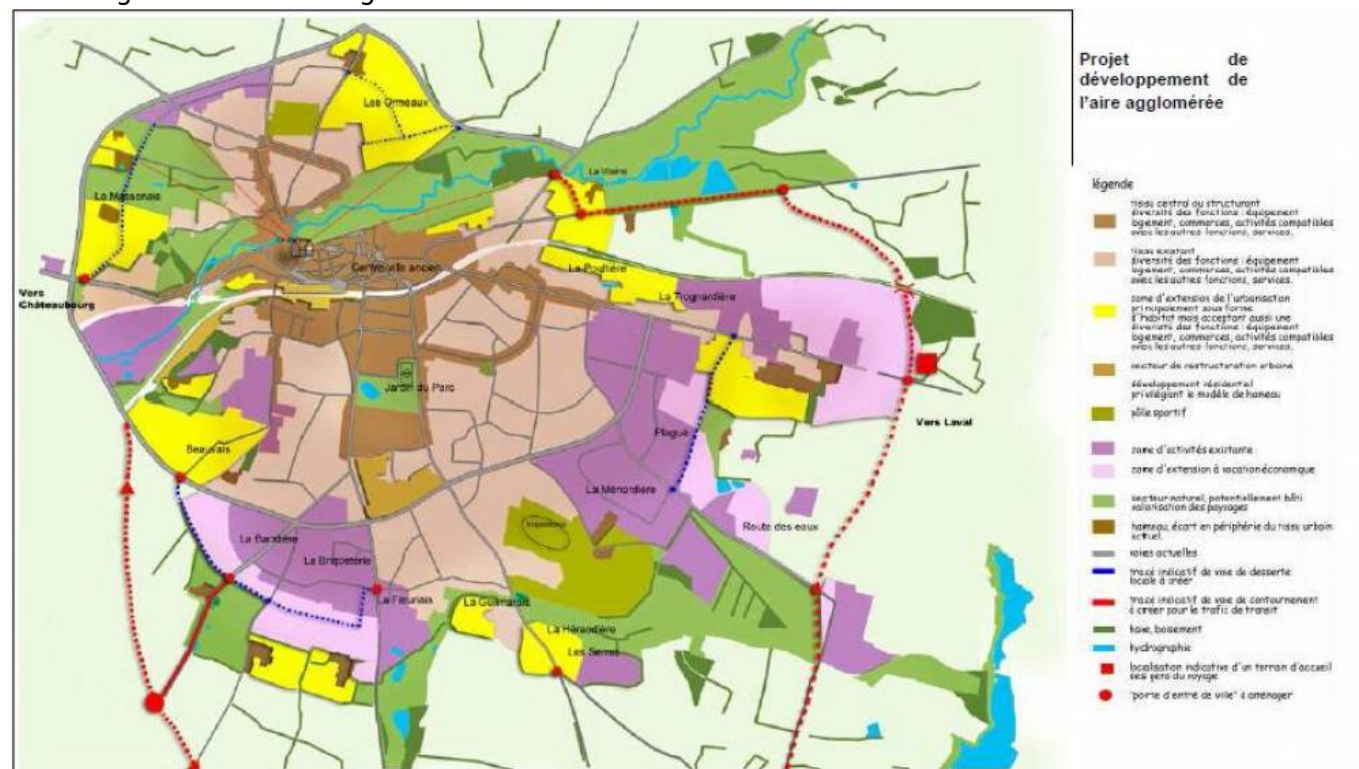 Projet de
développement de
l'aire agglomérée
légende
tissu central ou structurant
diversité des fonctions : équipement
logement, commerces, activités compatibles
avec les autres fonctions, services.
tissu existant
diversité des fonctions : équipement
logement, commerces, activités compatibles
avec les autres fonctions, services.
zone d'extension de l'urbanisation
principalement sous forme
d'habitat mais acceptant aussi une
diversité des fonctions : équipement
logement, commerces, activités compatibles
avec les autres fonctions, services.
secteur de restructuration urbaine
développement résidentiel
privilégiant le modèle de hameau
pôle sportif
zone d'activités existante
zone d'extension à vocation économique
secteur naturel, potentiellement bâti
valorisation des paysages
hameau, écart en périphérie du tissu urbain
actuel.
voies actuelles
tracé indicatif de voie de desserte
locale à créer
tracé indicatif de voie de contournement
à créer pour le trafic de transit
haie, boisement
hydrographie
localisation indicative d'un terrain d'accueil
des gens du voyage
"porte d'entré de ville" à aménager
Les Ormeaux
La Vilaine
La Massonais
Centre ville ancien
La Poultière
La Trognardière
Vers
Châteaubourg
Jardin du Parc
Vers Laval
Beauvais
Plagué
La Ménardière
Route des eaux
La Baratière
La Briqueterie
Hippodrome
La Fleuriais
La Guilmarais
La Hérandière
Les Serres